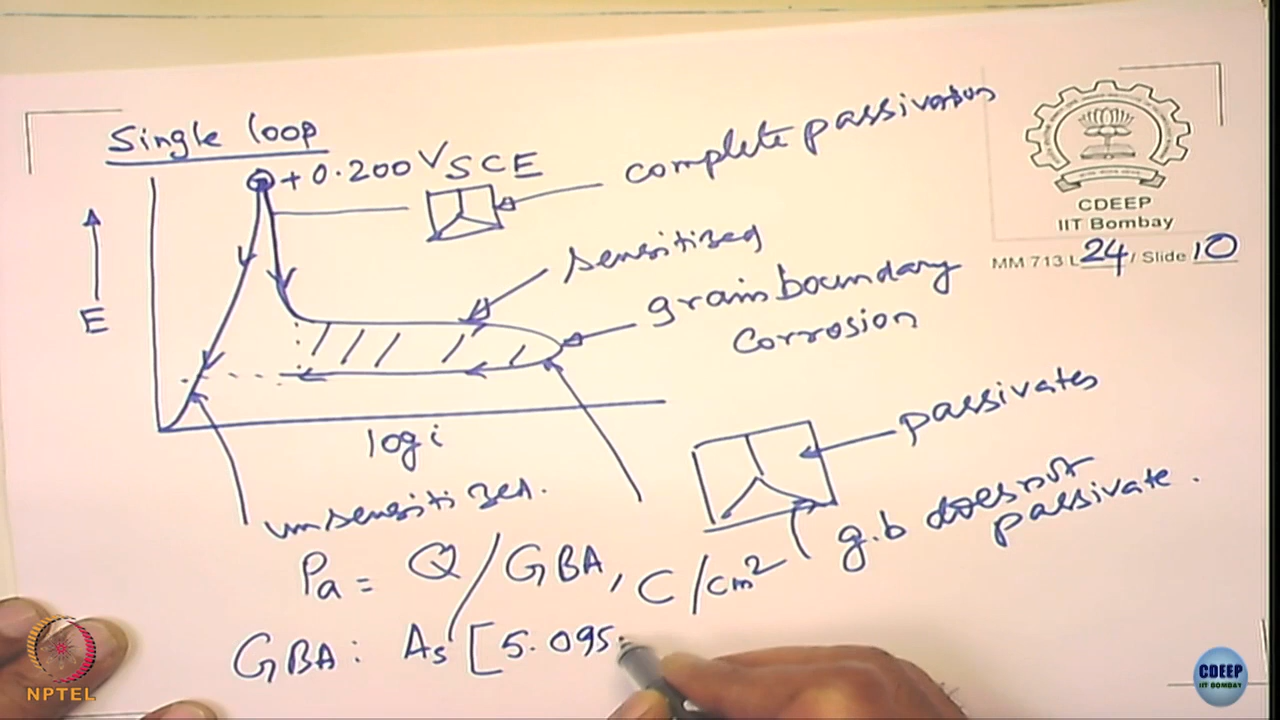 Single loop
+ 0.200 V SCE
complete passivation
sensitized
grain boundary
corrosion
E
log i
unsensitized.
passivates
g.b does not
passivate.
Pa = Q / GBA, C/cm2
GBA: As [5.095
CDEEP
IIT Bombay
MM 713 L 24 / Slide 10
NPTEL
CDEEP
IIT BOMBAY